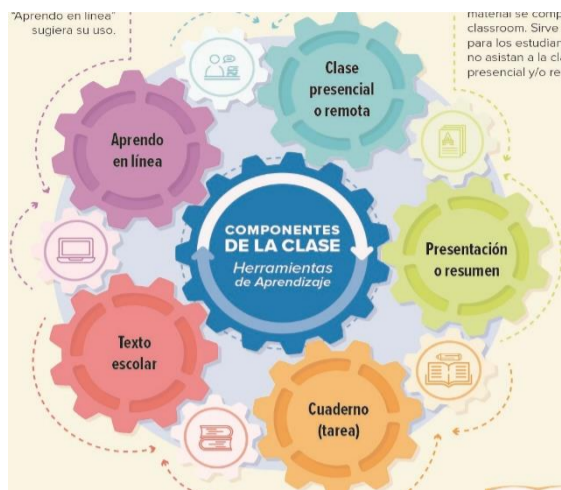 "Aprendo en línea"
sugiera su uso.
material se comp
classroom. Sirve
para los estudian
no asistan a la cla
presencial y/o re
Clase
presencial
o remota
Aprendo
en línea
COMPONENTES
DE LA CLASE
Herramientas
de Aprendizaje
Presentación
o resumen
Texto
escolar
Cuaderno
(tarea)